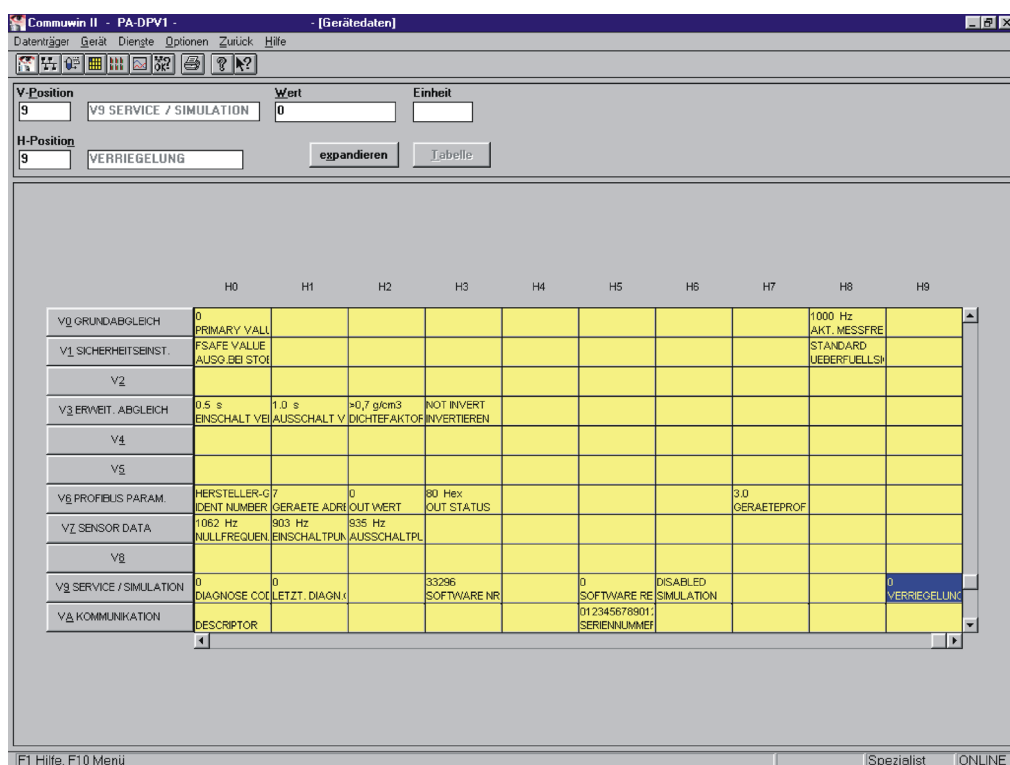 Commuwin II - PA-DPV1 - - [Gerätedaten]
Datenträger Gerät Dienste Optionen Zurück Hilfe
V-Position Wert Einheit
9 V9 SERVICE / SIMULATION 0
H-Position
9 VERRIEGELUNG expandieren Tabelle
H0 H1 H2 H3 H4 H5 H6 H7 H8 H9
V0 GRUNDABGLEICH 0 1000 Hz
PRIMARY VALU AKT. MESSFRE
V1 SICHERHEITSEINST. FSAFE VALUE STANDARD
AUSG.BEI STOE UEBERFUELLSI
V2
V3 ERWEIT. ABGLEICH 0.5 s 1.0 s >0,7 g/cm3 NOT INVERT
EINSCHALT VE AUSSCHALT V DICHTEFAKTOR INVERTIEREN
V4
V5
V6 PROFIBUS PARAM. HERSTELLER-G 7 0 80 Hex 3.0
IDENT NUMBER GERAETE ADRE OUT WERT OUT STATUS GERAETEPROF
V7 SENSOR DATA 1062 Hz 903 Hz 935 Hz
NULLFREQUEN. EINSCHALTPUN AUSSCHALTPU
V8
V9 SERVICE / SIMULATION 0 0 33296 0 DISABLED 0
DIAGNOSE COD LETZT. DIAGN. SOFTWARE NR SOFTWARE RE SIMULATION VERRIEGELUNG
VA KOMMUNIKATION 012345678901
DESCRIPTOR SERIENNUMMER
F1 Hilfe, F10 Menü Spezialist ONLINE